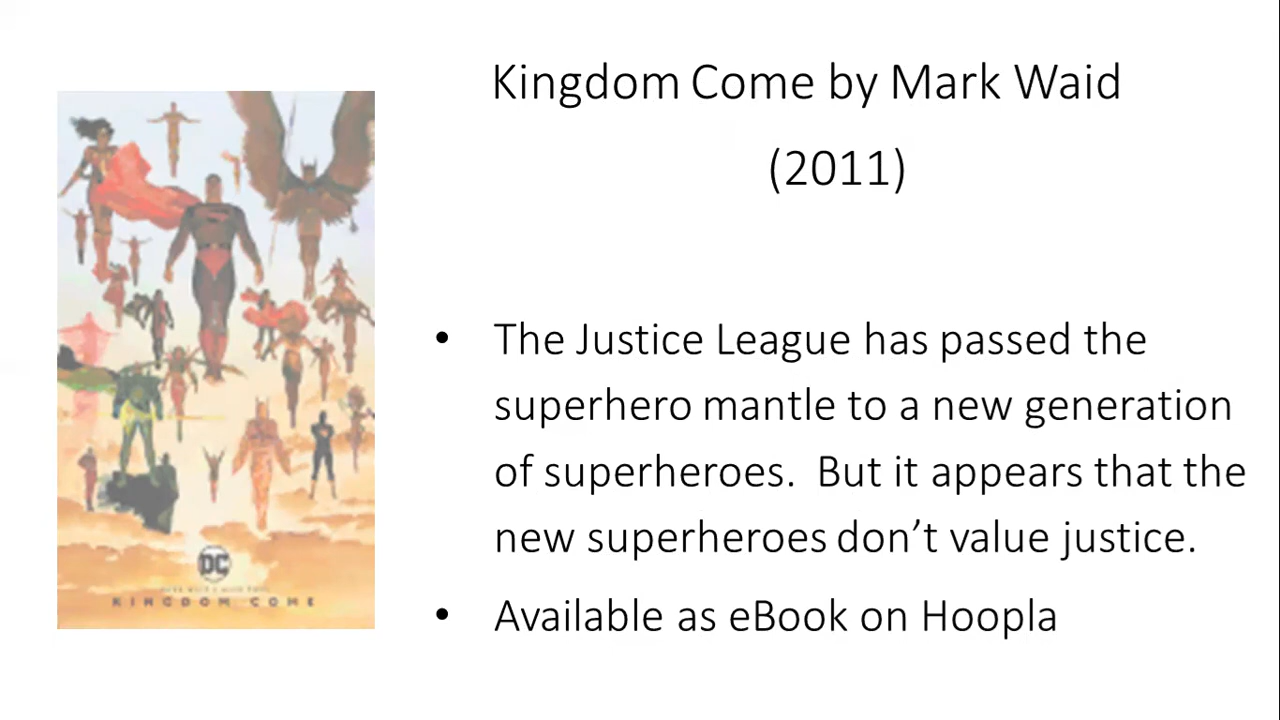 Kingdom Come by Mark Waid
(2011)
• The Justice League has passed the
superhero mantle to a new generation
of superheroes.  But it appears that the
new superheroes don’t value justice.
• Available as eBook on Hoopla
DC
KINGDOM COME